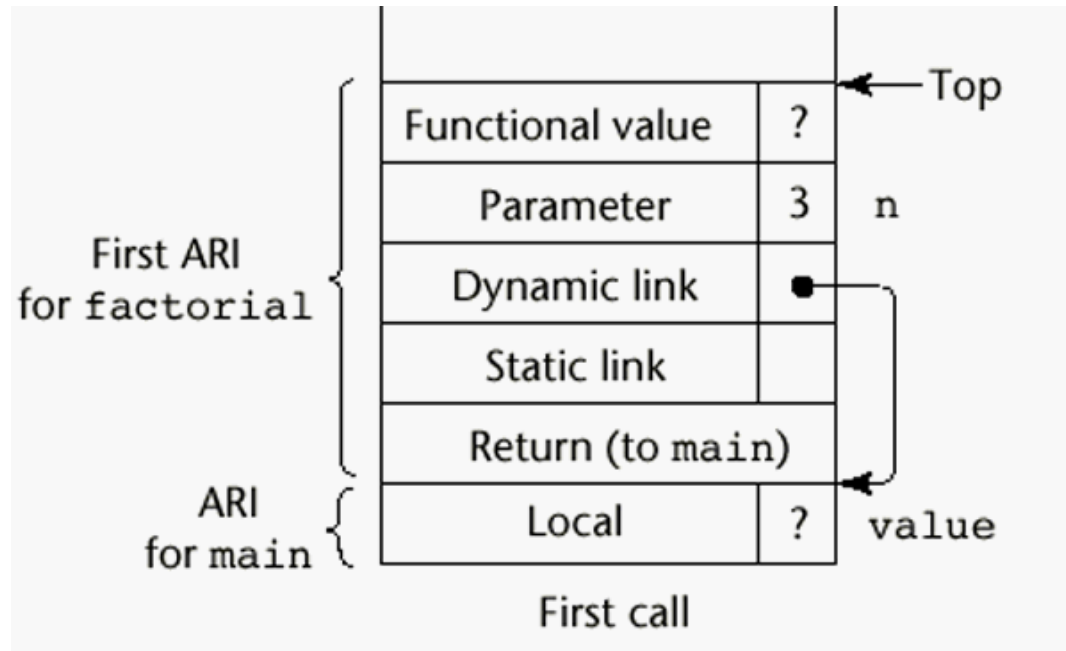 Top
Functional value ?
Parameter 3 n
First ARI
for factorial
Dynamic link
Static link
Return (to main)
ARI
for main
Local ? value
First call